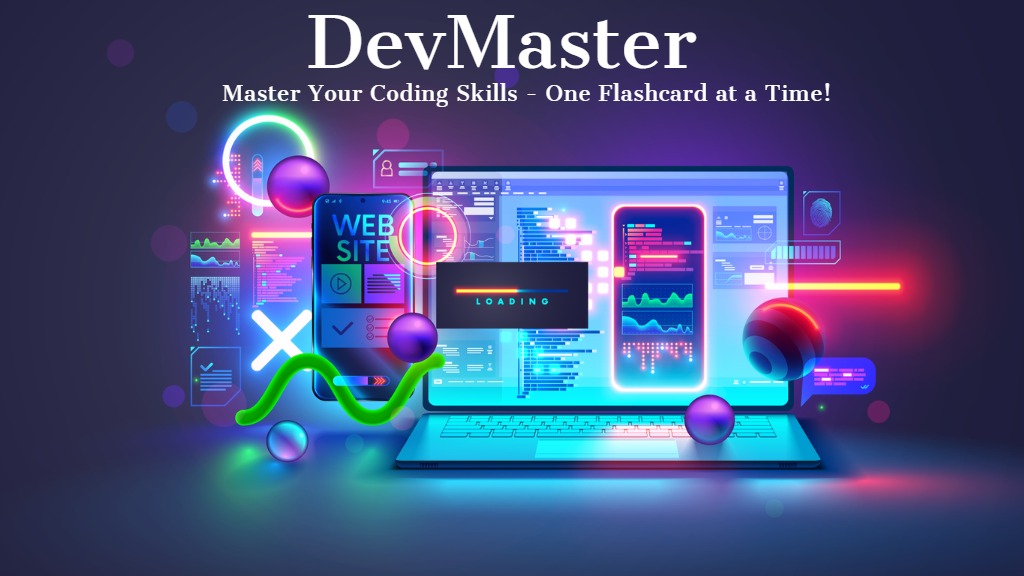 DevMaster
Master Your Coding Skills - One Flashcard at a Time!
WEB
SITE
LOADING